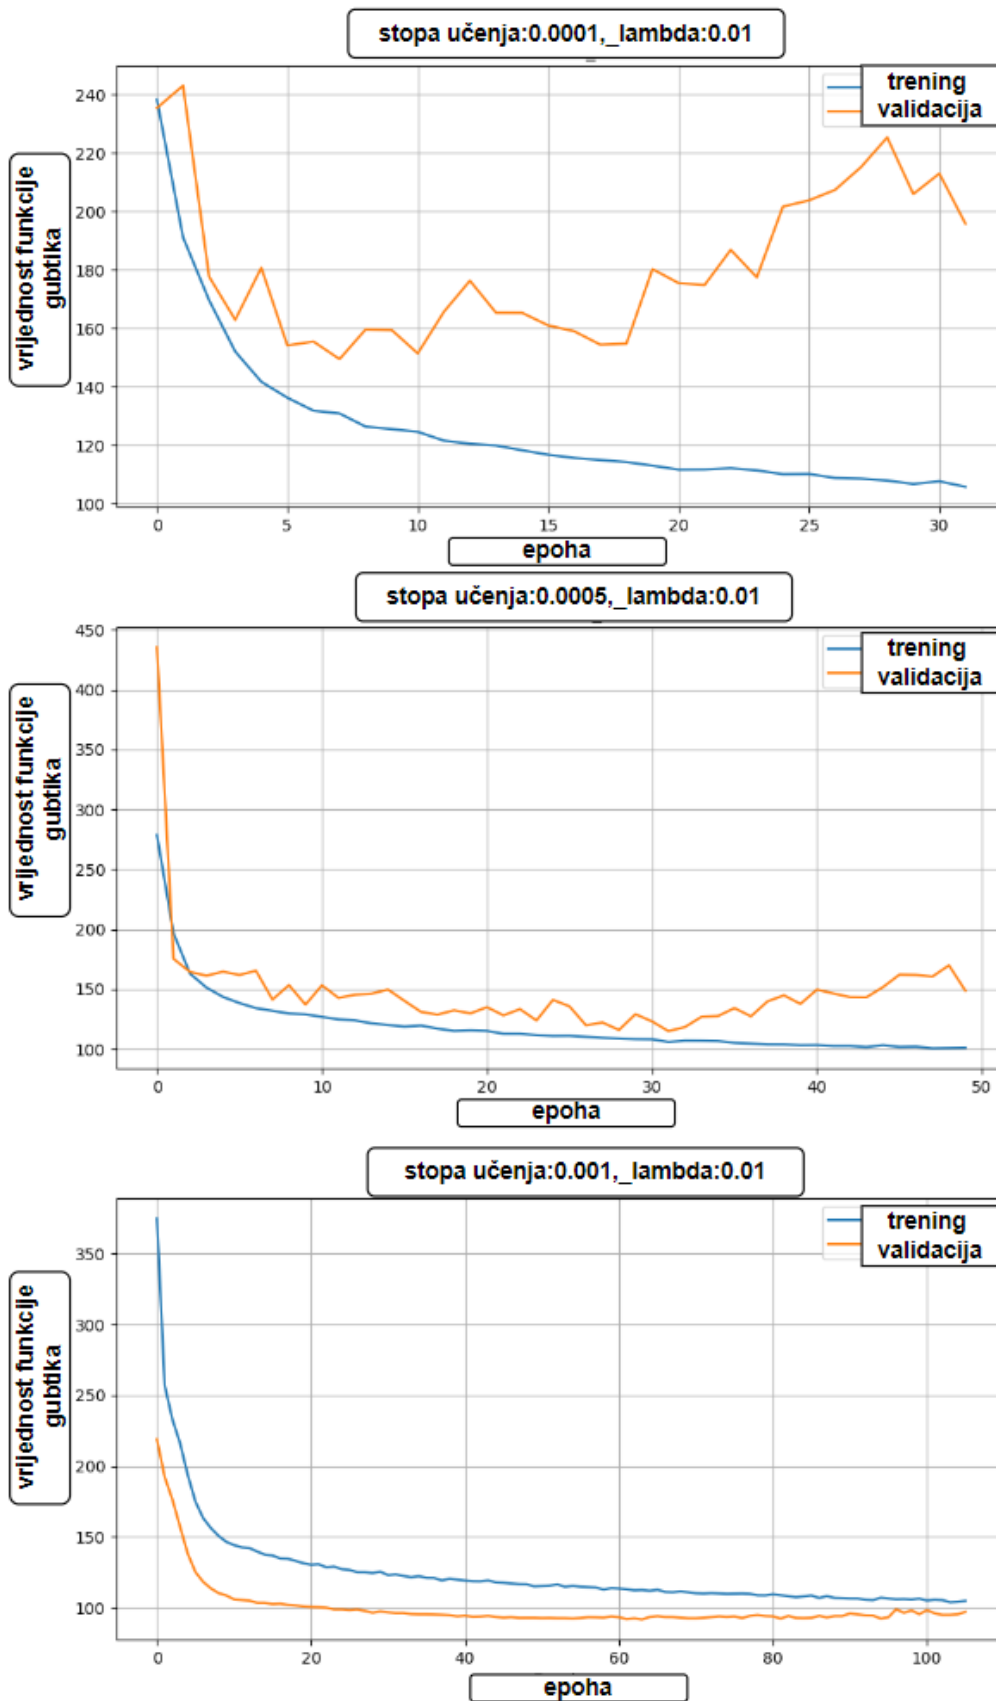 stopa učenja:0.0001,_lambda:0.01
trening
validacija
vrijednost funkcije
gubtika
240
220
200
180
160
140
120
100
0 5 10 15 20 25 30
epoha
stopa učenja:0.0005,_lambda:0.01
trening
validacija
vrijednost funkcije
gubtika
450
400
350
300
250
200
150
100
0 10 20 30 40 50
epoha
stopa učenja:0.001,_lambda:0.01
trening
validacija
vrijednost funkcije
gubtika
350
300
250
200
150
100
0 20 40 60 80 100
epoha